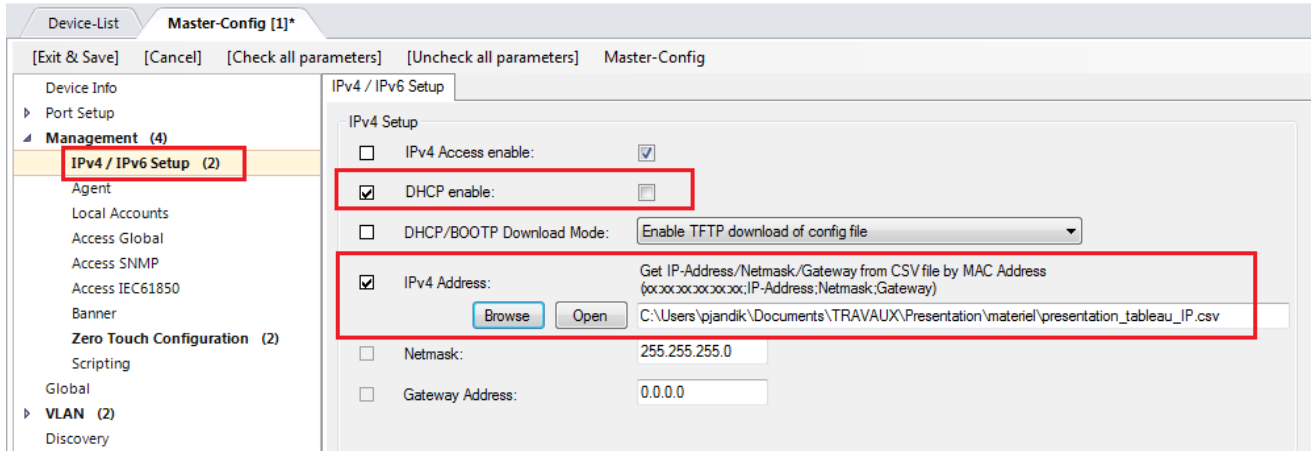 Device-List
Master-Config [1]*
[Exit & Save] [Cancel] [Check all parameters] [Uncheck all parameters] Master-Config
Device Info
Port Setup
Management (4)
IPv4 / IPv6 Setup (2)
Agent
Local Accounts
Access Global
Access SNMP
Access IEC61850
Banner
Zero Touch Configuration (2)
Scripting
Global
VLAN (2)
Discovery
IPv4 / IPv6 Setup
IPv4 Setup
IPv4 Access enable:
DHCP enable:
DHCP/BOOTP Download Mode: Enable TFTP download of config file
IPv4 Address: Get IP-Address/Netmask/Gateway from CSV file by MAC Address
(xx:xx:xx:xx:xx:xx;IP-Address;Netmask;Gateway)
Browse Open C:\Users\pjandik\Documents\TRAVAUX\Presentation\materiel\presentation_tableau_IP.csv
Netmask: 255.255.255.0
Gateway Address: 0.0.0.0